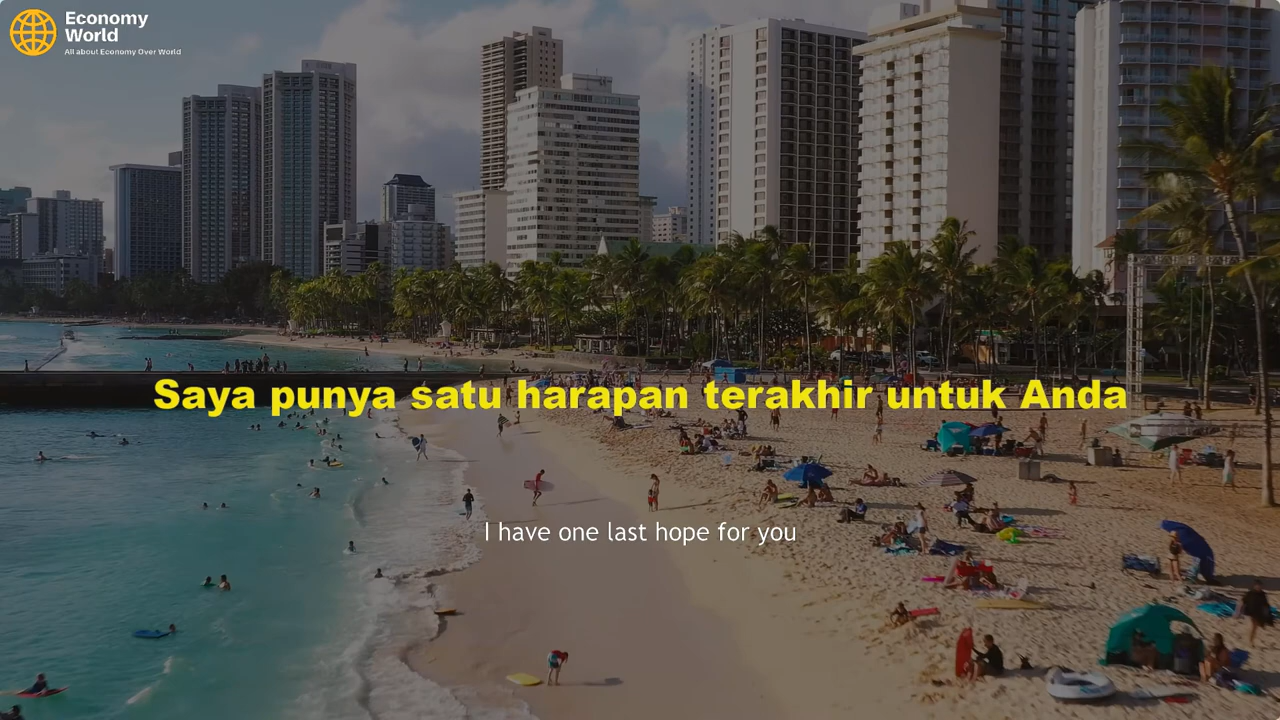 Economy
World
All about Economy Over World
Saya punya satu harapan terakhir untuk Anda
I have one last hope for you